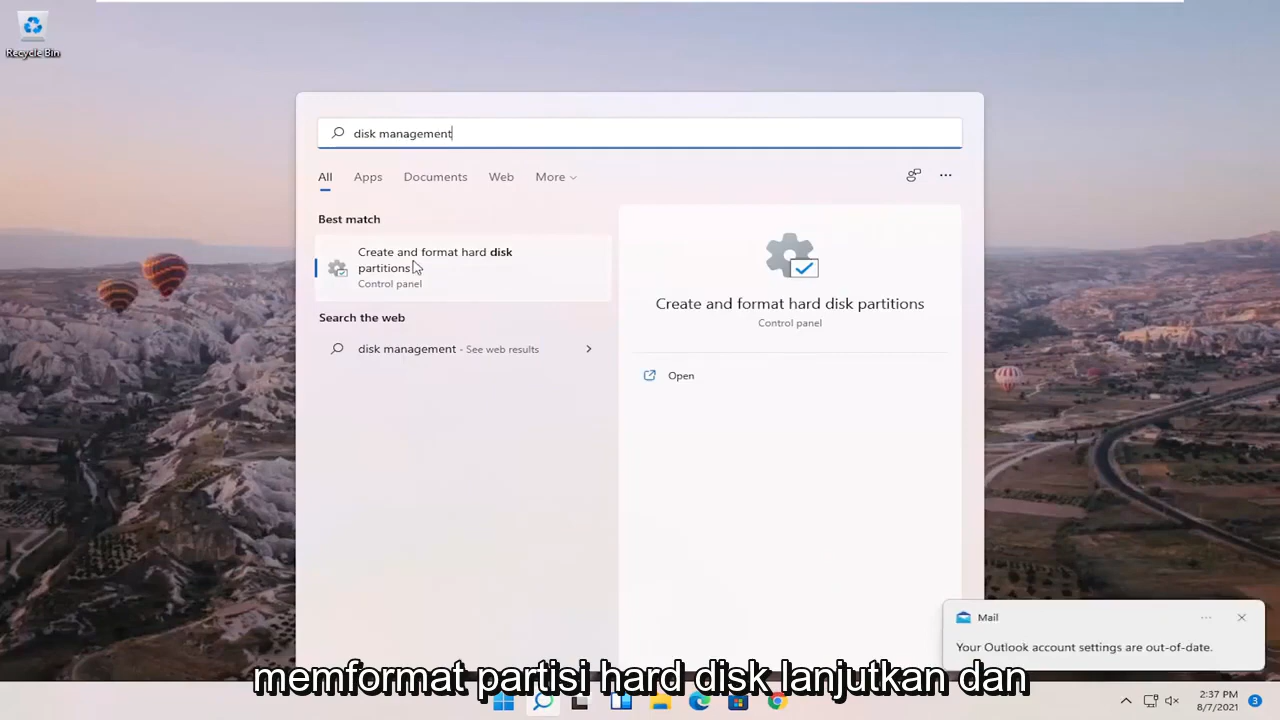 Recycle Bin
disk management
All Apps Documents Web More
Best match
Create and format hard disk
partitions
Control panel
Search the web
disk management - See web results
Create and format hard disk partitions
Control panel
Open
Mail
Your Outlook account settings are out-of-date.
memformat partisi hard disk lanjutkan dan
2:37 PM
8/7/2021
3